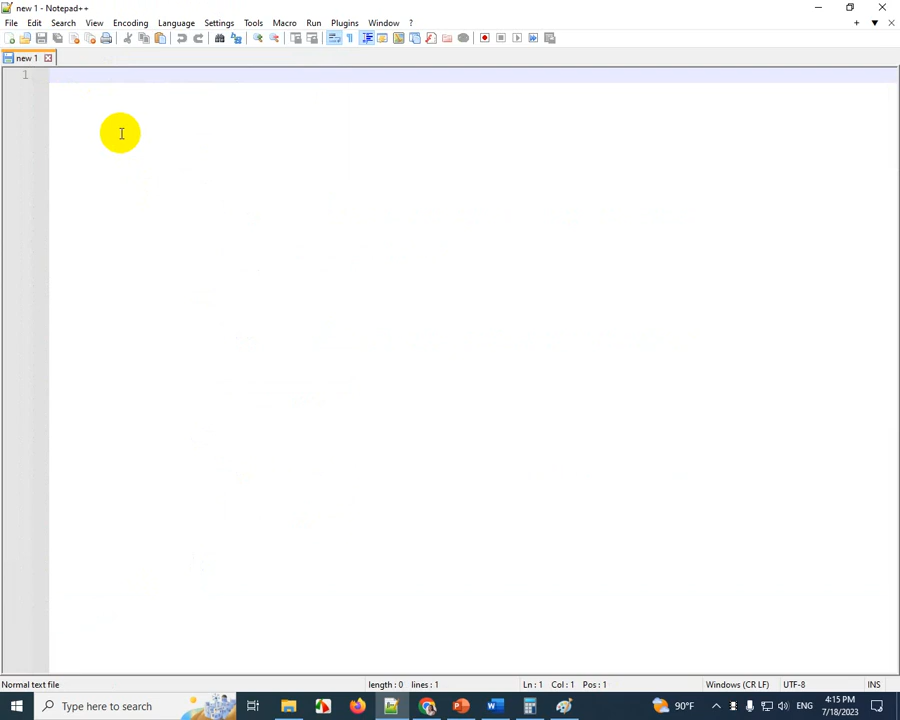 new 1 - Notepad++
File Edit Search View Encoding Language Settings Tools Macro Run Plugins Window ?
new 1
1
Normal text file length : 0 lines : 1 Ln : 1 Col : 1 Pos : 1 Windows (CR LF) UTF-8 INS
Type here to search 90°F ENG 4:15 PM
7/18/2023